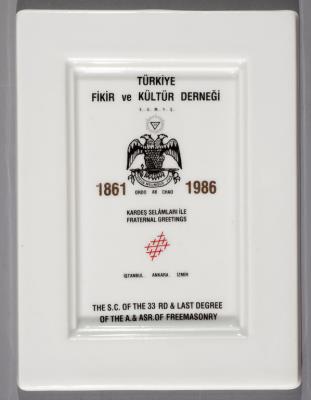 TÜRKİYE
FİKİR ve KÜLTÜR DERNEĞİ
1861 ORDO AB CHAO 1986
KARDEŞ SELÂMLARI İLE
FRATERNAL GREETINGS
İSTANBUL ANKARA İZMİR
THE S.C. OF THE 33 RD & LAST DEGREE
OF THE A.& ASR.OF FREEMASONRY